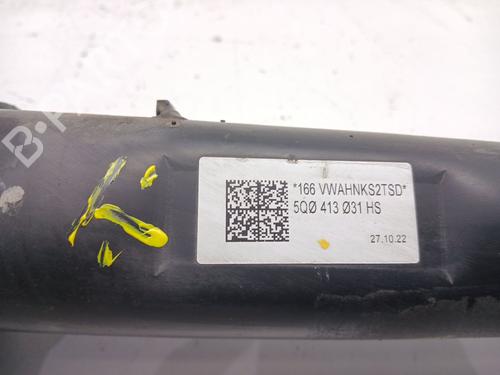 *166 VWAHNKS2TSD*
5QØ 413 Ø31 HS
27.10.22